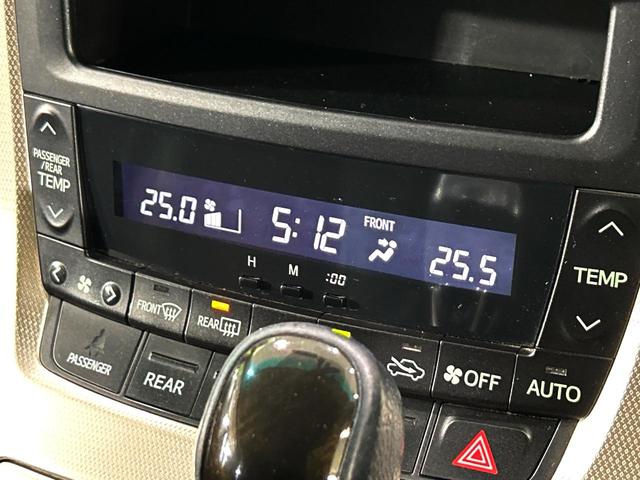 PASSENGER
/REAR
TEMP
25.0
5:12
FRONT
25.5
H
M
:00
TEMP
FRONT
REAR
PASSENGER
REAR
OFF
AUTO